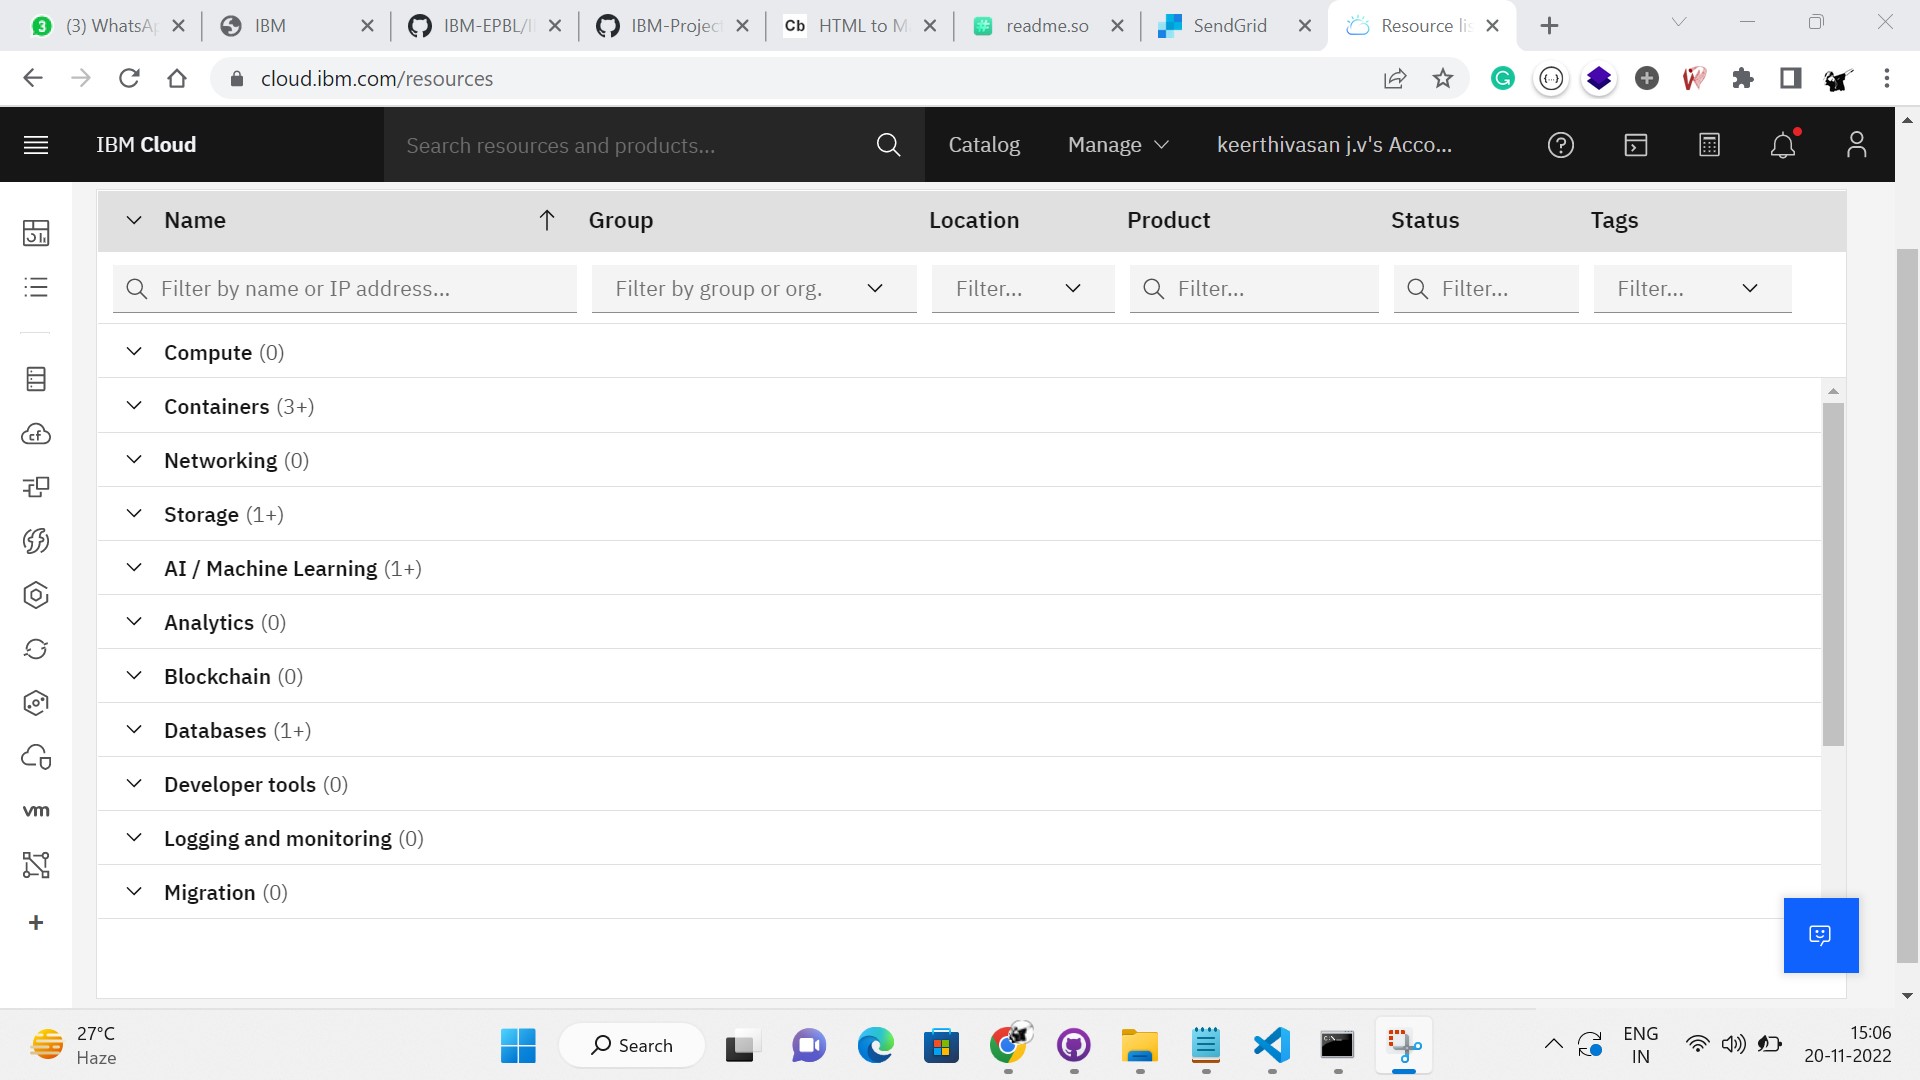 (3) WhatsAp
IBM
IBM-EPBL/I
IBM-Project
Cb HTML to M
readme.so
SendGrid
Resource lis
cloud.ibm.com/resources
IBM Cloud
Search resources and products...
Catalog
Manage
keerthivasan j.v's Acco...
Name
Group
Location
Product
Status
Tags
Filter by name or IP address...
Filter by group or org.
Filter...
Filter...
Filter...
Filter...
Compute (0)
Containers (3+)
Networking (0)
Storage (1+)
AI / Machine Learning (1+)
Analytics (0)
Blockchain (0)
Databases (1+)
Developer tools (0)
Logging and monitoring (0)
Migration (0)
cf
vm
27°C
Haze
Search
ENG
IN
15:06
20-11-2022